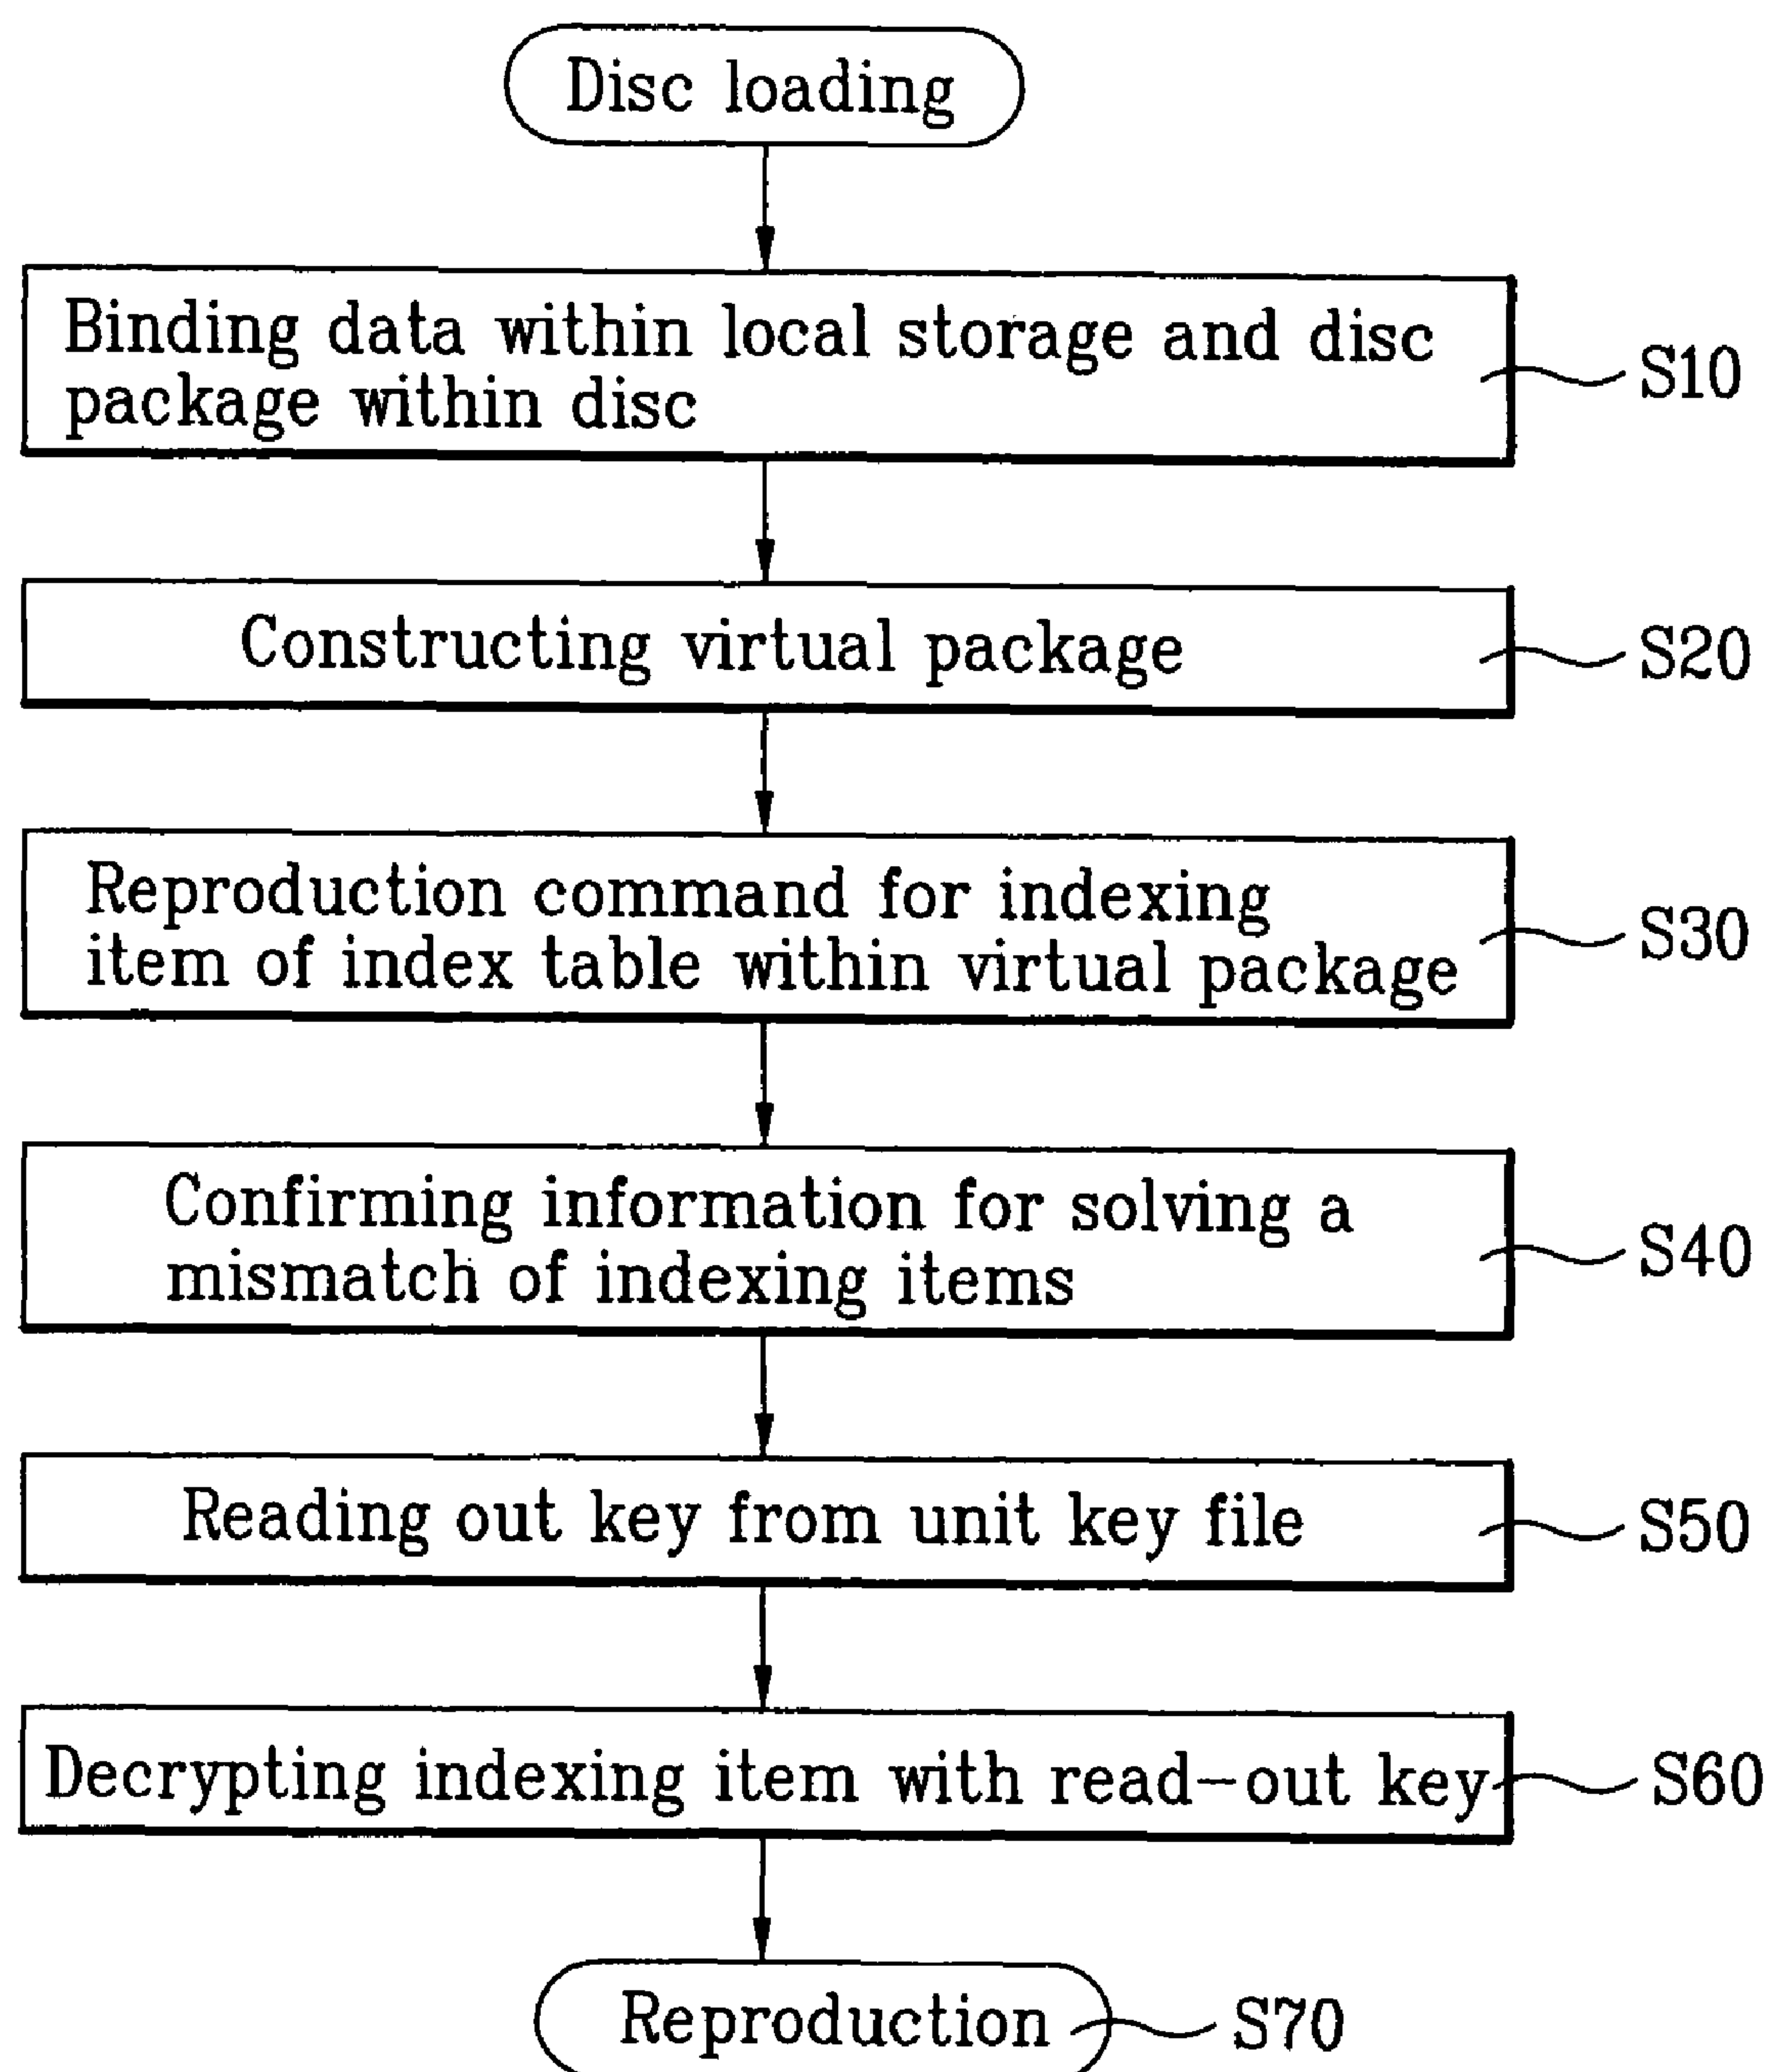 Disc loading
Binding data within local storage and disc
package within disc
S10
Constructing virtual package
S20
Reproduction command for indexing
item of index table within virtual package
S30
Confirming information for solving a
mismatch of indexing items
S40
Reading out key from unit key file
S50
Decrypting indexing item with read-out key
S60
Reproduction
S70